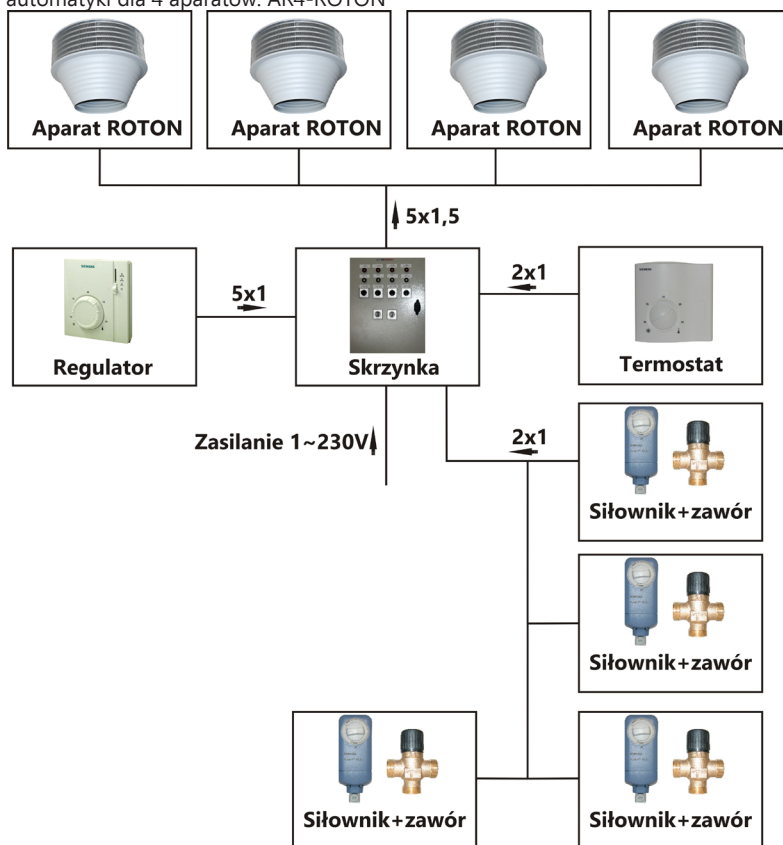 automatyki dla 4 aparatów: AR4-ROTON
Aparat ROTON
Aparat ROTON
Aparat ROTON
Aparat ROTON
5x1,5
Regulator
5x1
Skrzynka
2x1
Termostat
Zasilanie 1~230V
2x1
Siłownik+zawór
Siłownik+zawór
Siłownik+zawór
Siłownik+zawór